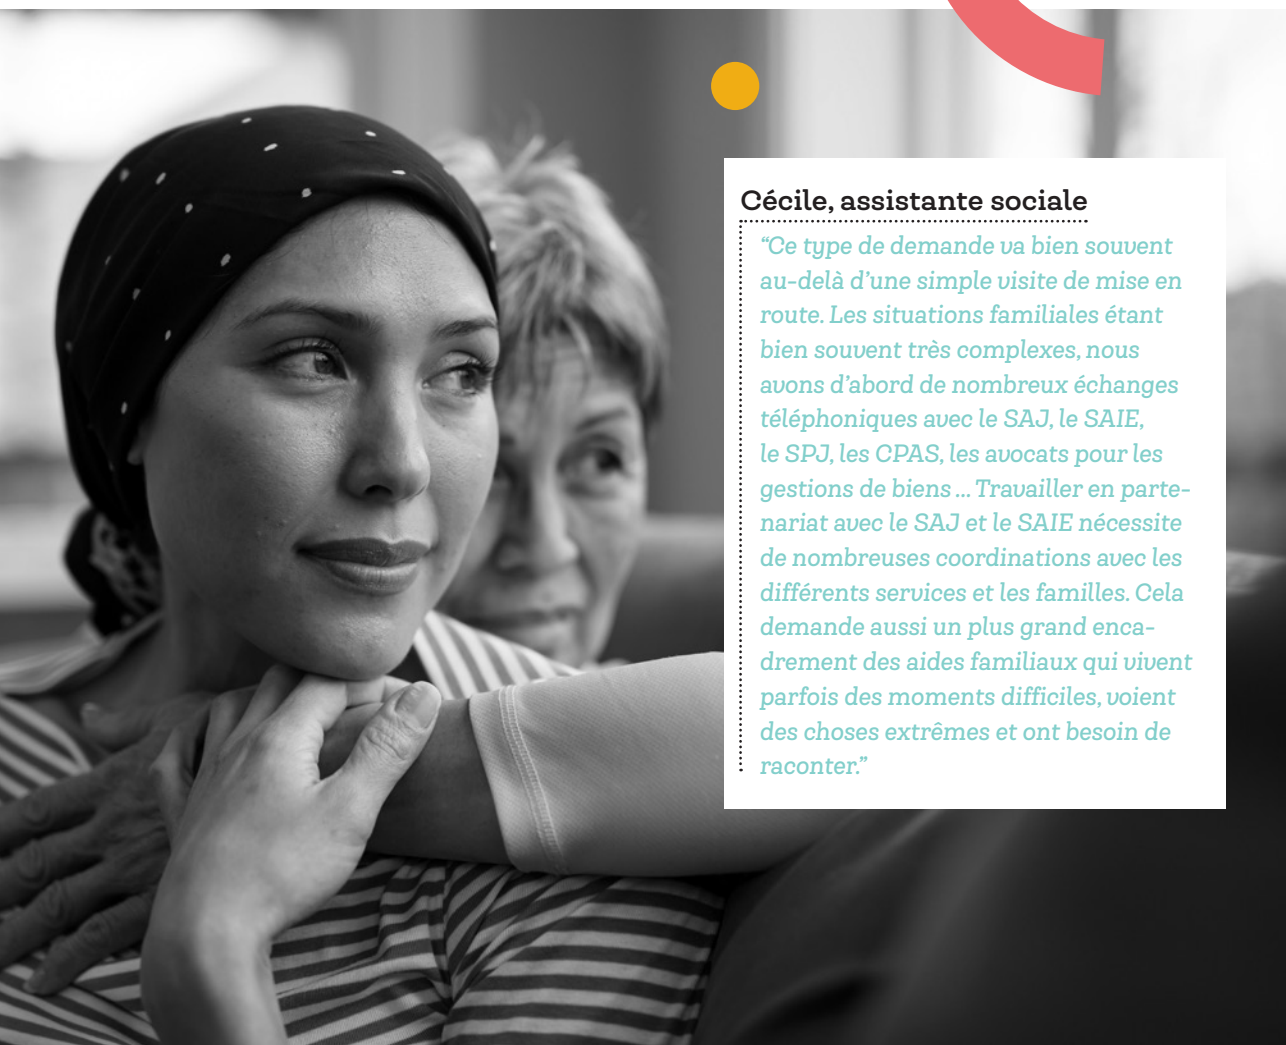 Cécile, assistante sociale
“Ce type de demande va bien souvent
au-delà d’une simple visite de mise en
route. Les situations familiales étant
bien souvent très complexes, nous
avons d’abord de nombreux échanges
téléphoniques avec le SAJ, le SAIE,
le SPJ, les CPAS, les avocats pour les
gestions de biens ... Travailler en parte-
nariat avec le SAJ et le SAIE nécessite
de nombreuses coordinations avec les
différents services et les familles. Cela
demande aussi un plus grand enca-
drement des aides familiaux qui vivent
parfois des moments difficiles, voient
des choses extrêmes et ont besoin de
raconter.”